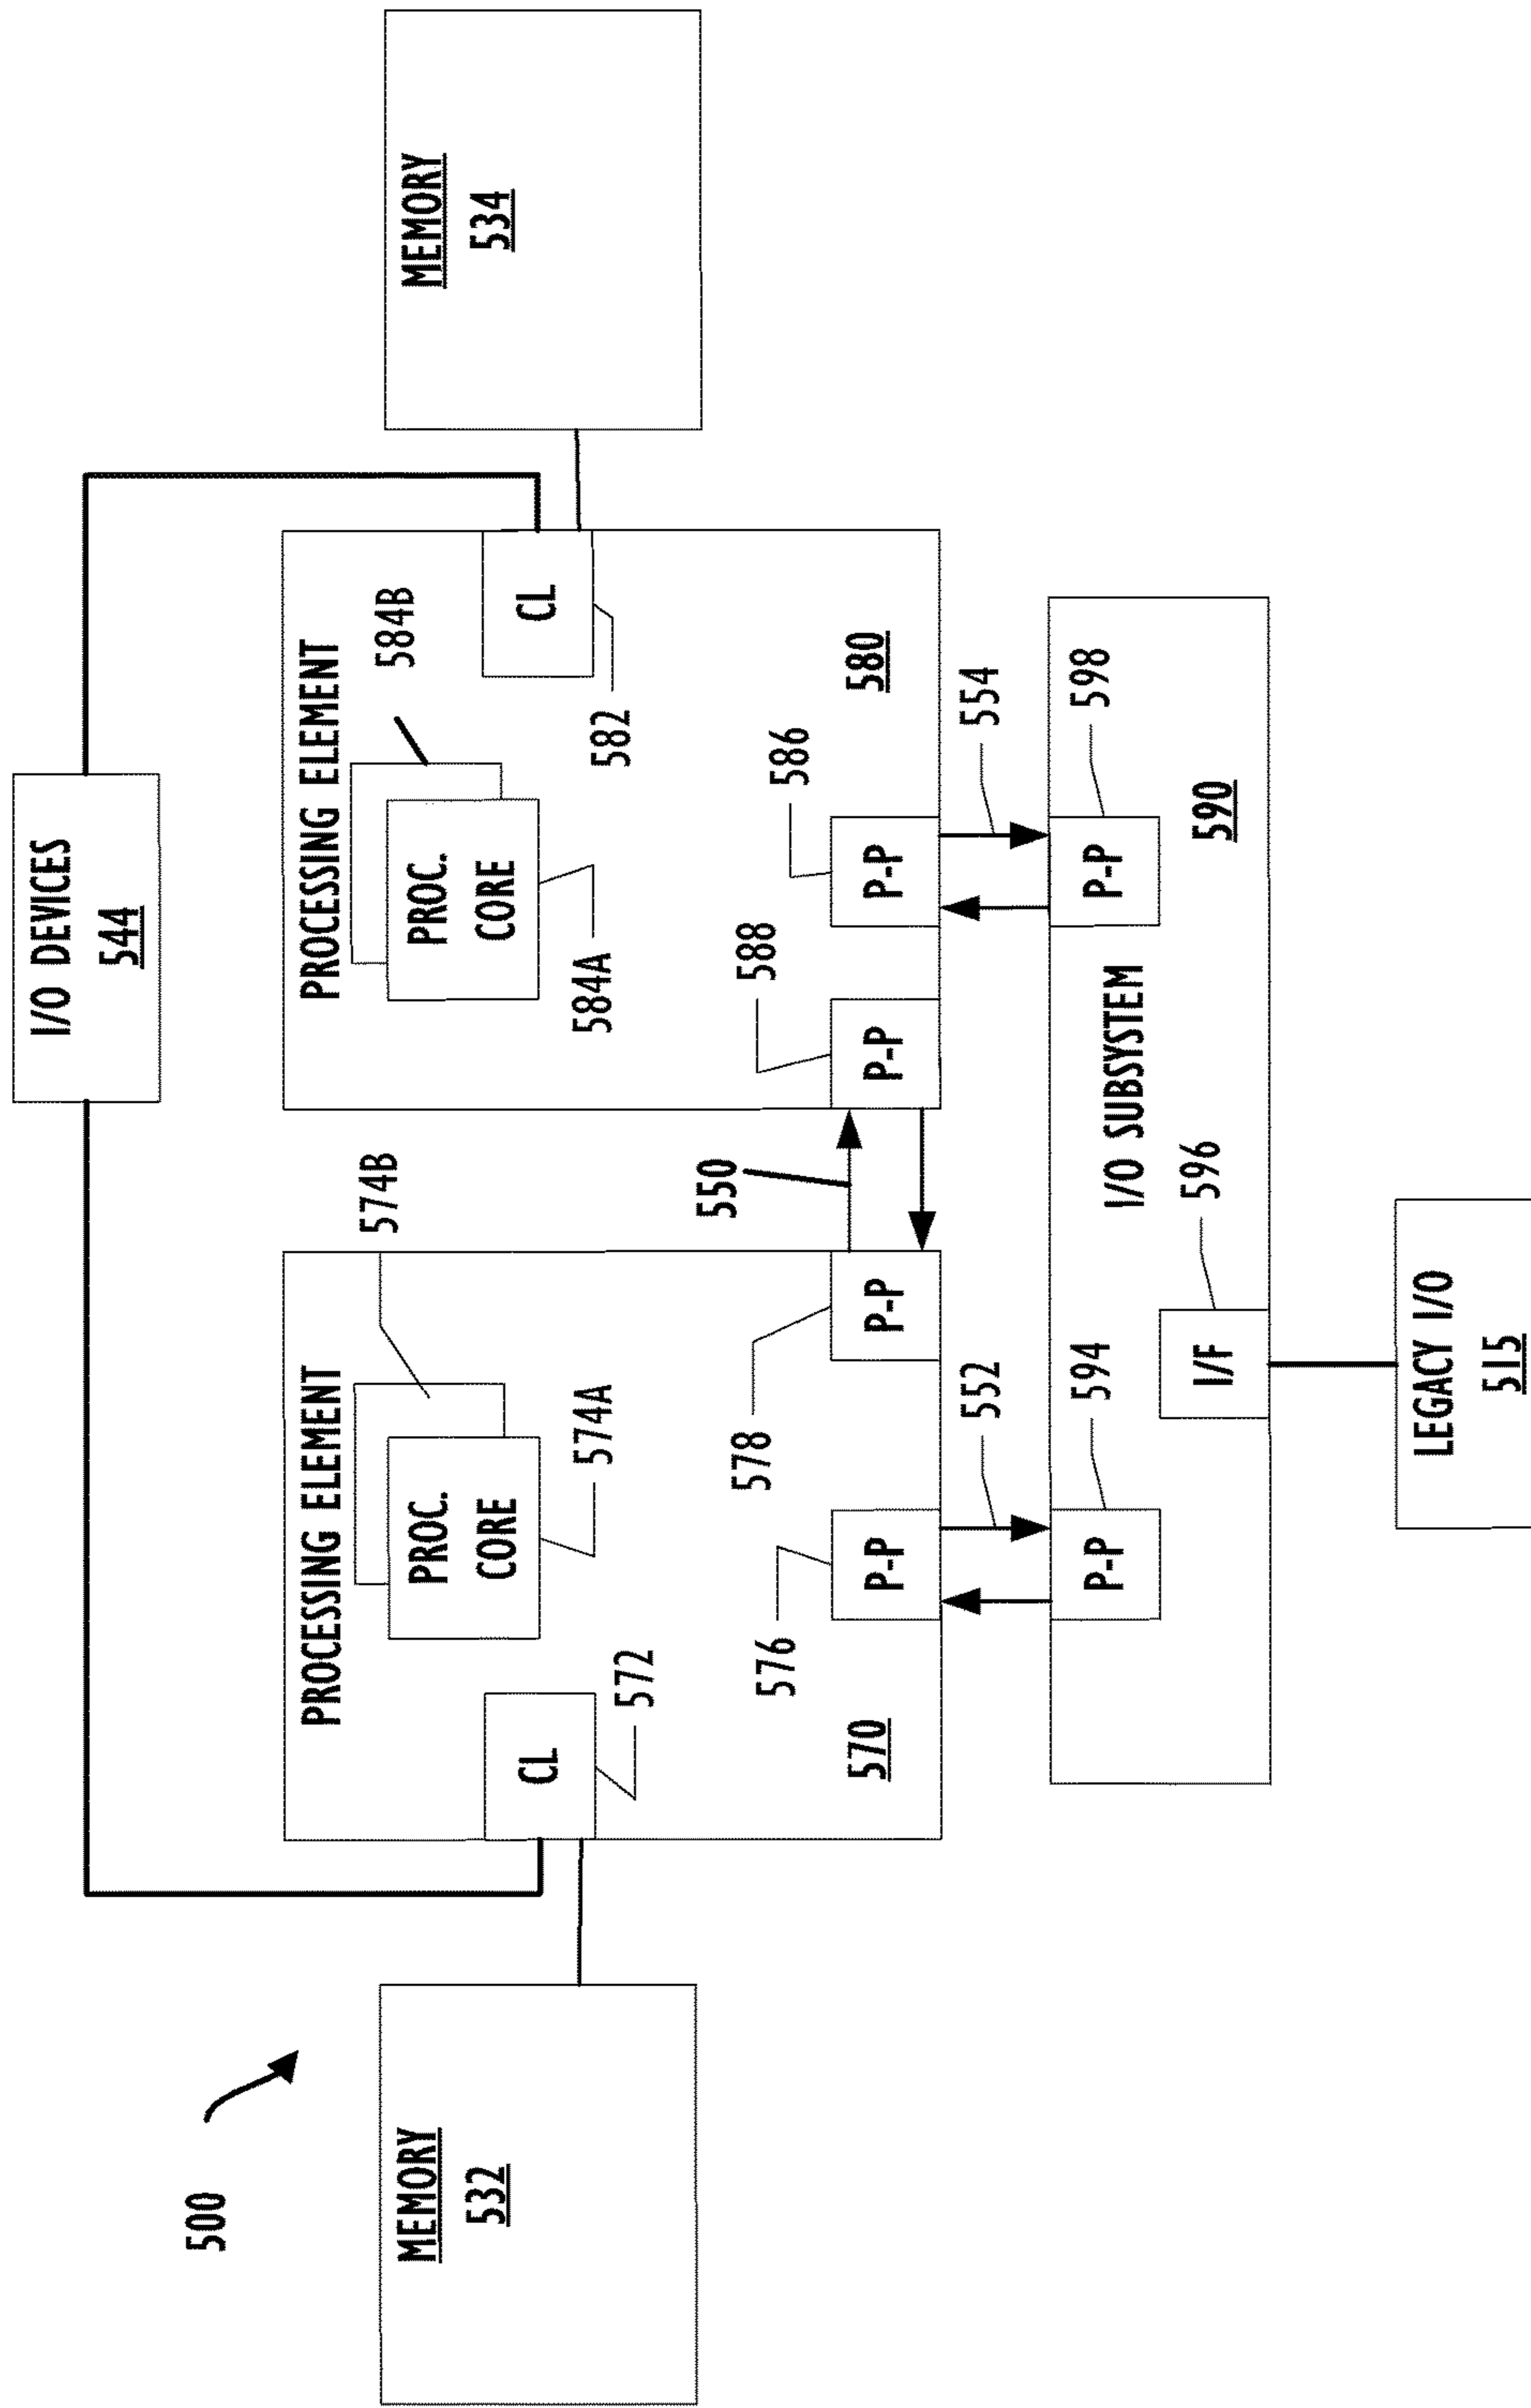 500
I/O DEVICES
544
MEMORY
532
PROCESSING ELEMENT
574B
PROC.
CORE
574A
CL
572
578
P-P
576
P-P
570
550
PROCESSING ELEMENT
584B
PROC.
CORE
584A
CL
582
588
P-P
586
P-P
580
MEMORY
534
552
554
P-P
594
I/O SUBSYSTEM
I/F
596
P-P
598
590
LEGACY I/O
515